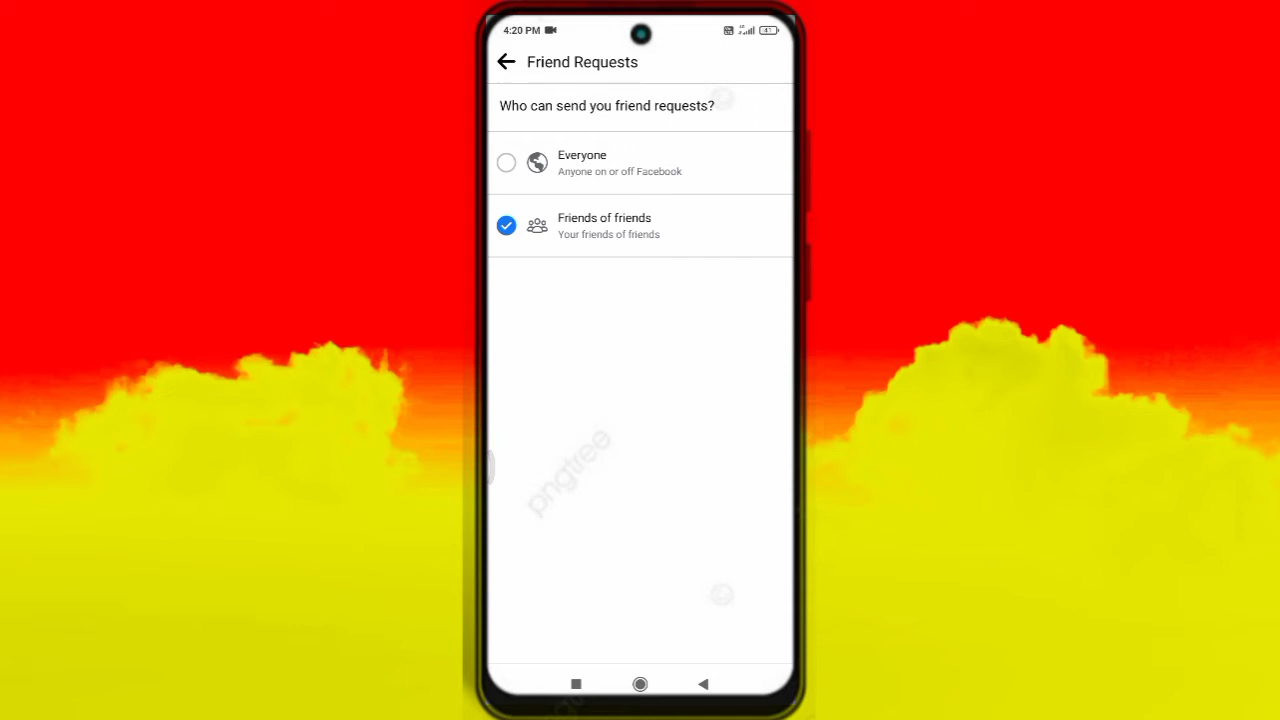 4:20 PM
41
Friend Requests
Who can send you friend requests?
Everyone
Anyone on or off Facebook
Friends of friends
Your friends of friends
pngtree